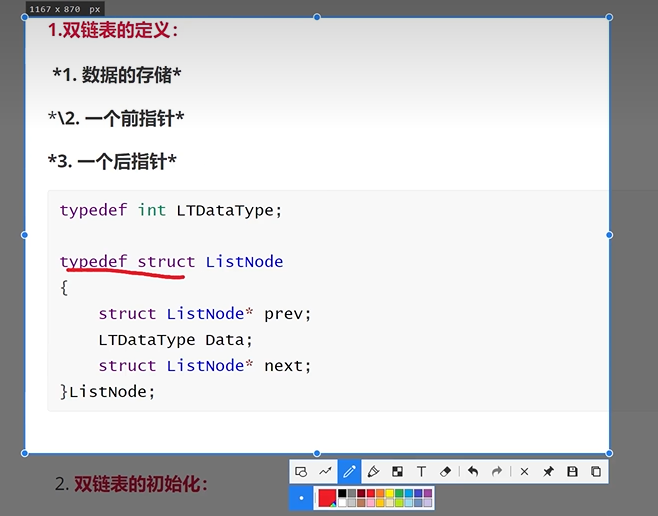 1167 x 870 px
1.双链表的定义：
*1. 数据的存储*
*\2. 一个前指针*
*3. 一个后指针*
typedef int LTDataType;
typedef struct ListNode
{
struct ListNode* prev;
LTDataType Data;
struct ListNode* next;
}ListNode;
T
2. 双链表的初始化：